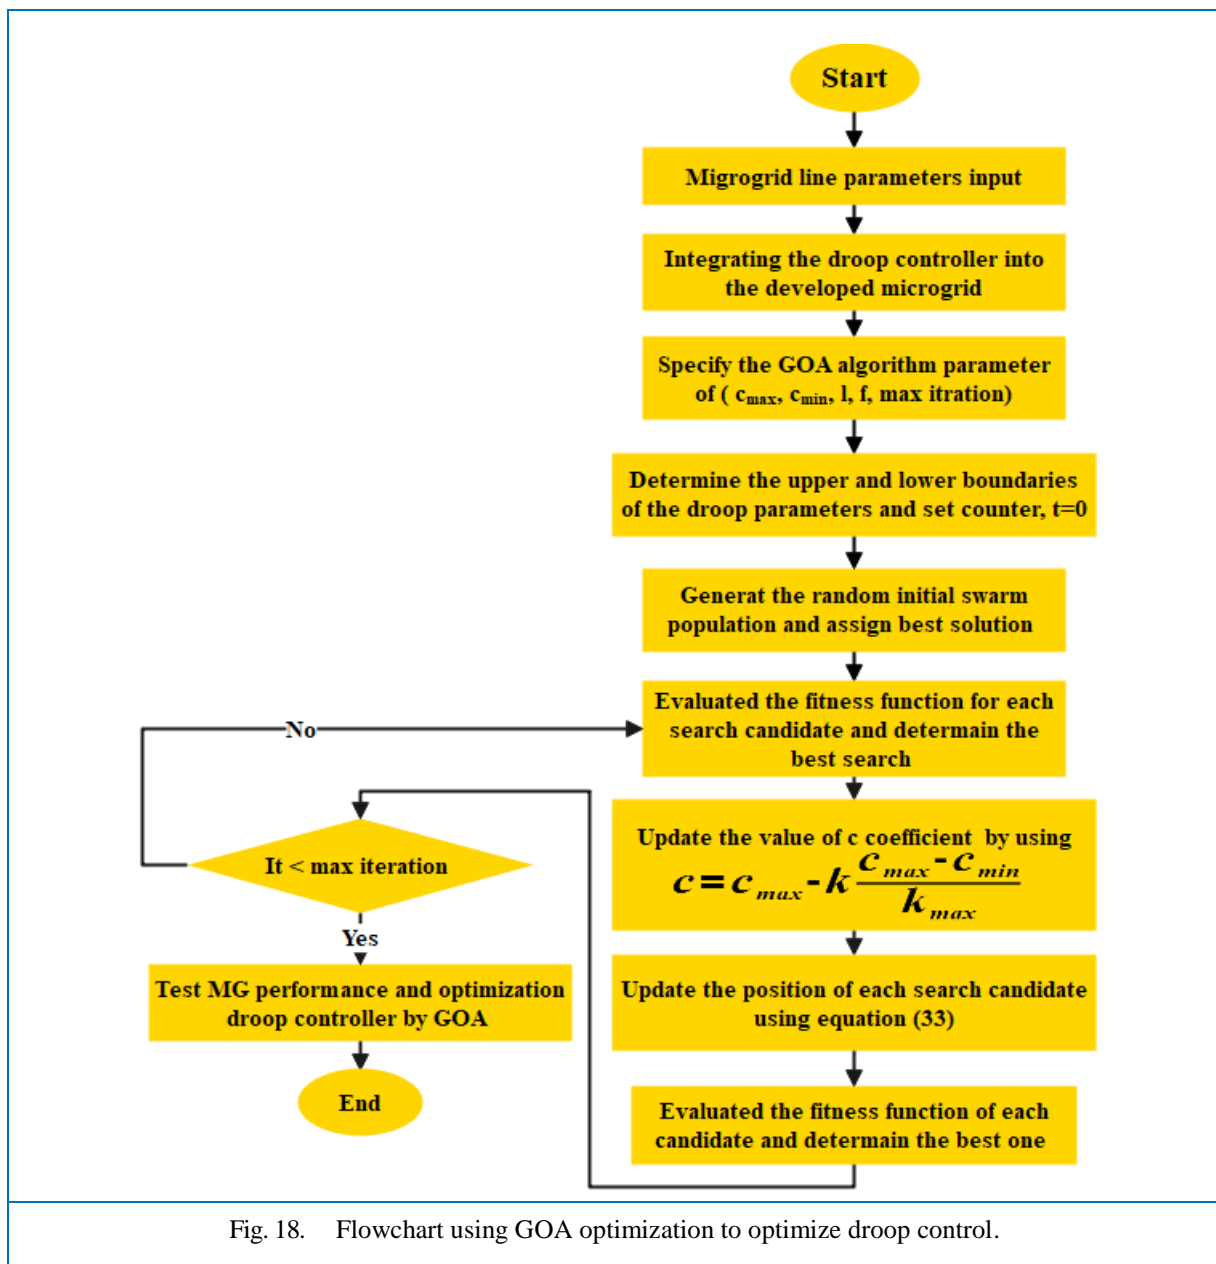 Start
Migrogrid line parameters input
Integrating the droop controller into
the developed microgrid
Specify the GOA algorithm parameter
of ( cmax, cmin, l, f, max itration)
Determine the upper and lower boundaries
of the droop parameters and set counter, t=0
Generat the random initial swarm
population and assign best solution
Evaluated the fitness function for each
search candidate and determain the
best search
Update the value of c coefficient by using
c = c max - k (c max - c min) / k max
Update the position of each search candidate
using equation (33)
Evaluated the fitness function of each
candidate and determain the best one
It < max iteration
No
Yes
Test MG performance and optimization
droop controller by GOA
End
Fig. 18. Flowchart using GOA optimization to optimize droop control.